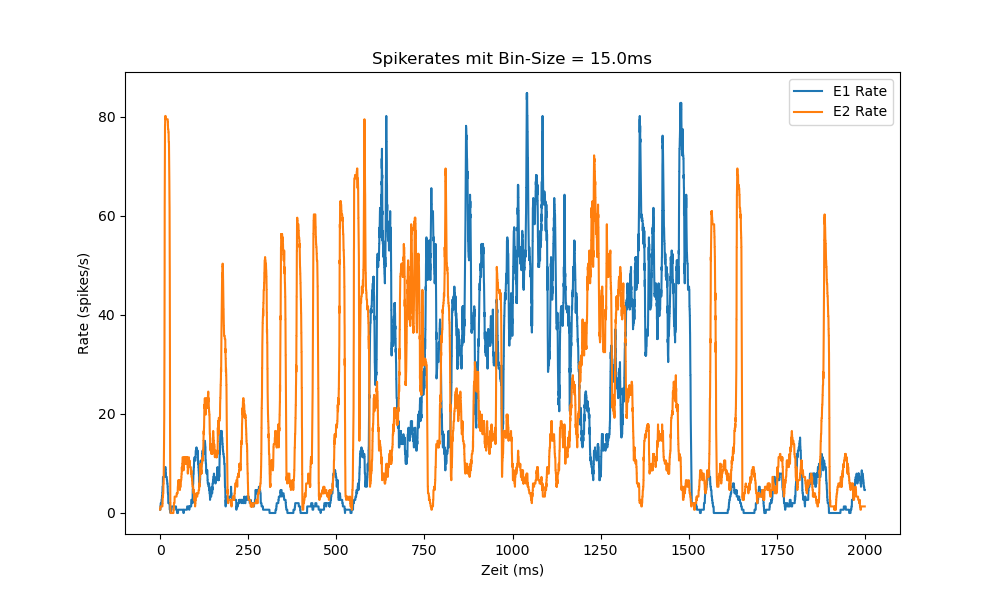 Spikerates mit Bin-Size = 15.0ms
E1 Rate
E2 Rate
80
60
40
20
0
Rate (spikes/s)
0 250 500 750 1000 1250 1500 1750 2000
Zeit (ms)